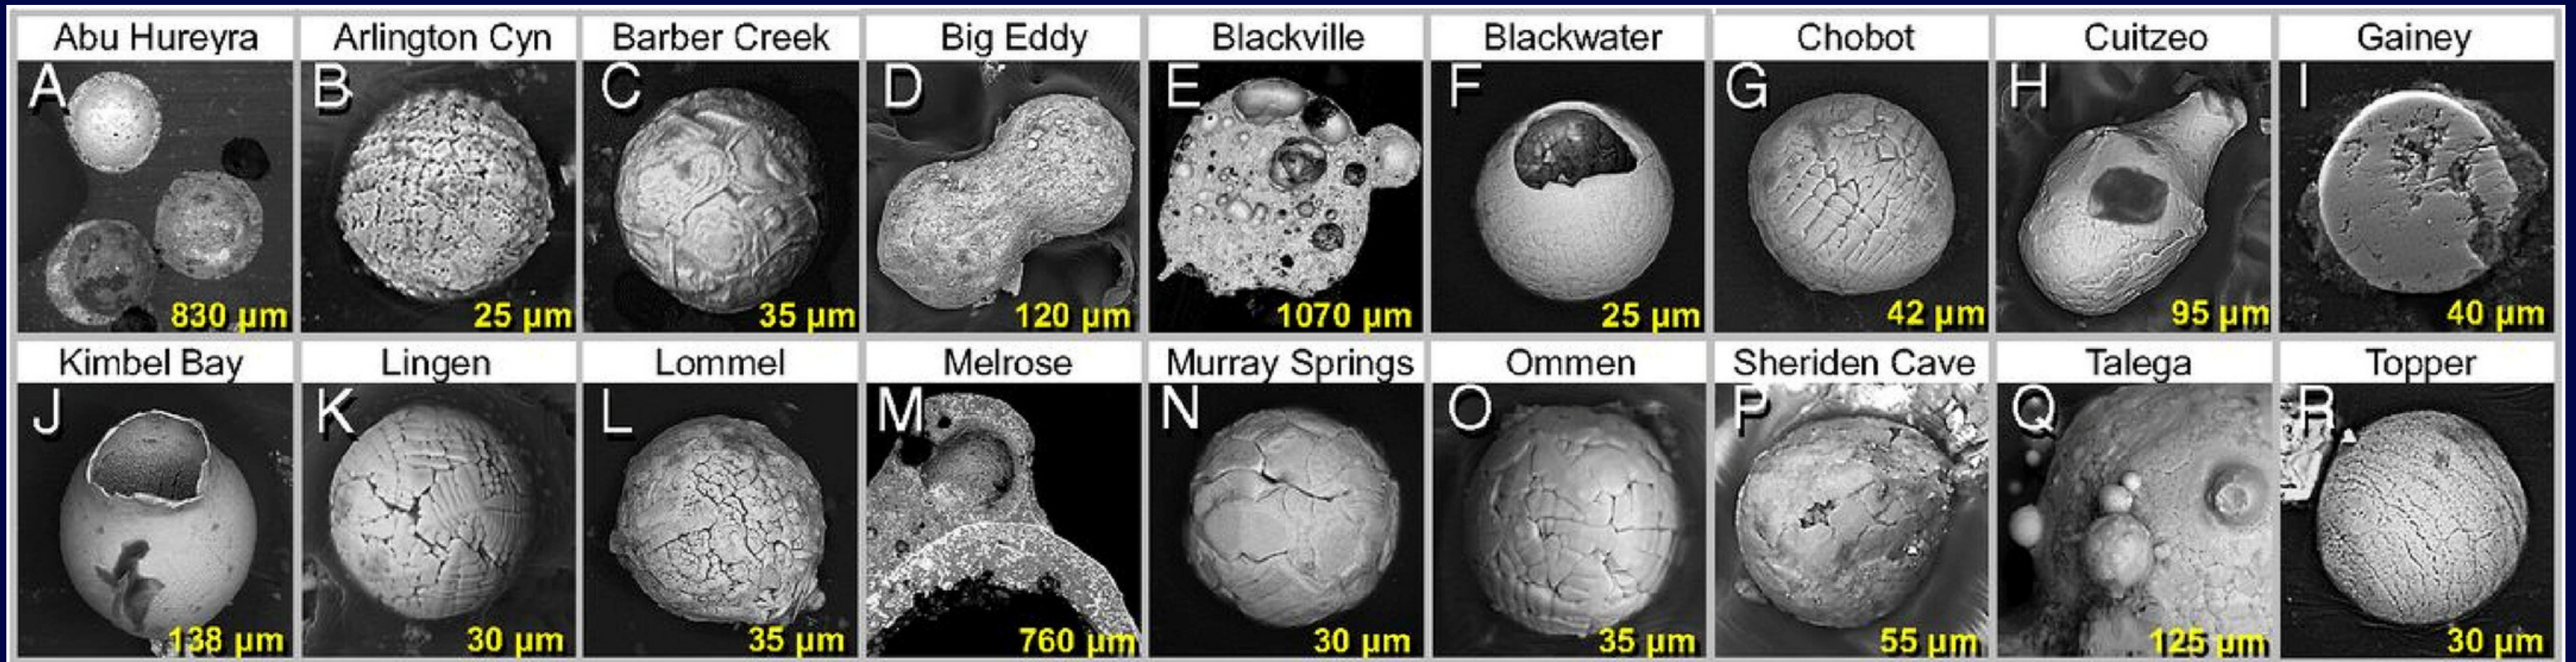 Abu Hureyra
A
830 µm
Arlington Cyn
B
25 µm
Barber Creek
C
35 µm
Big Eddy
D
120 µm
Blackville
E
1070 µm
Blackwater
F
25 µm
Chobot
G
42 µm
Cuitzeo
H
95 µm
Gainey
I
40 µm
Kimbel Bay
J
138 µm
Lingen
K
30 µm
Lommel
L
35 µm
Melrose
M
760 µm
Murray Springs
N
30 µm
Ommen
O
35 µm
Sheriden Cave
P
55 µm
Talega
Q
125 µm
Topper
R
30 µm